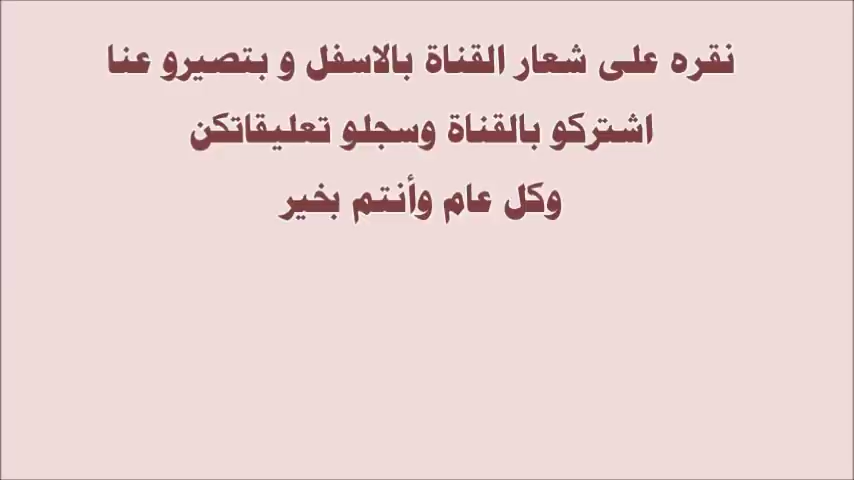 نقره على شعار القناة بالاسفل و بتصيرو عنا
اشتركو بالقناة وسجلو تعليقاتكن
وكل عام وأنتم بخير